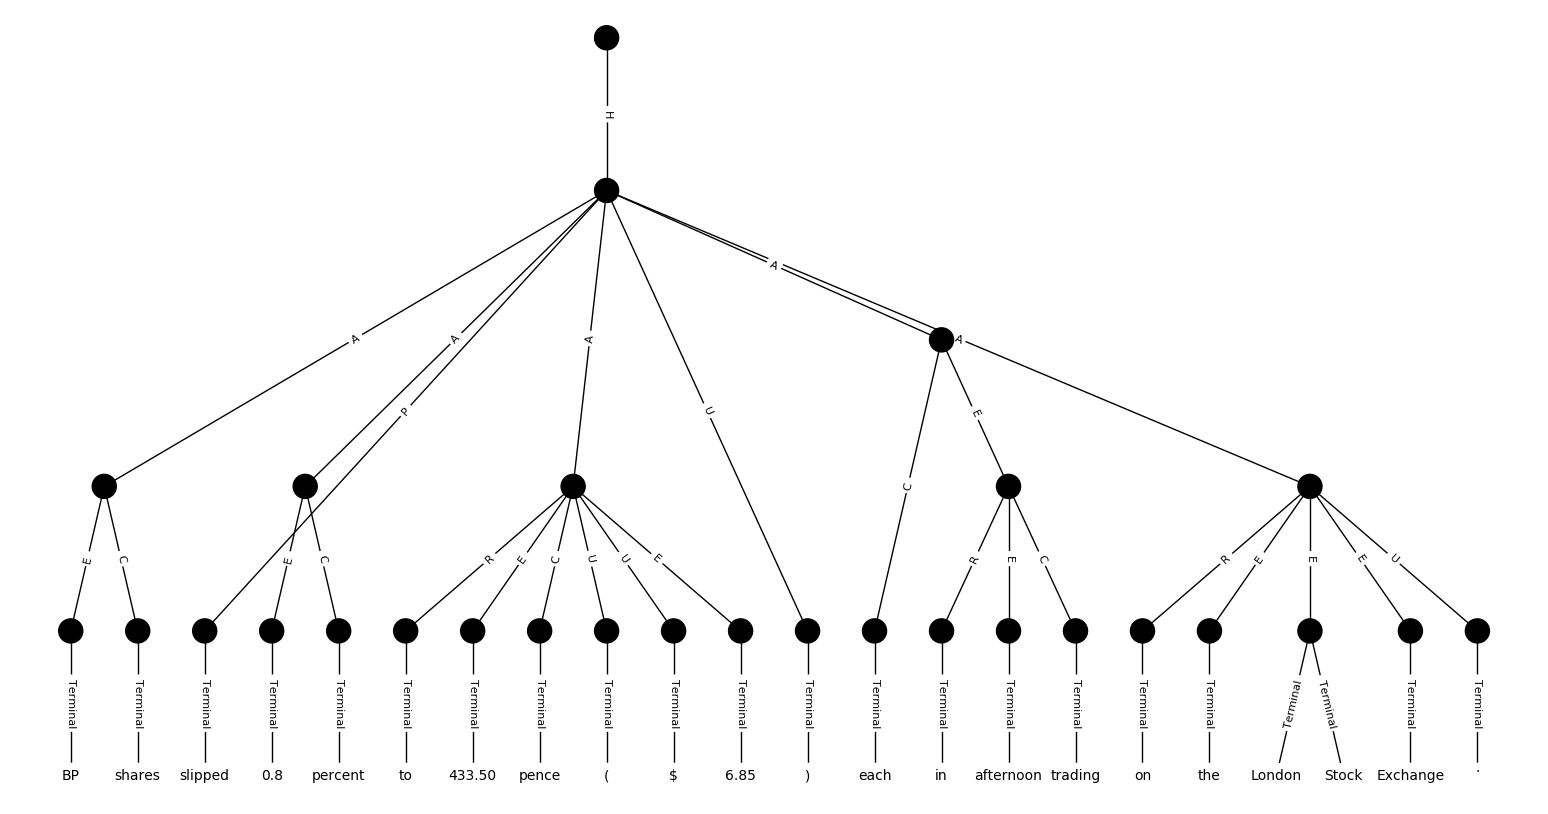 H
A A A A A
P U
E C E C R E C U U E C E R E C R E E E U
Terminal Terminal Terminal Terminal Terminal Terminal Terminal Terminal Terminal Terminal Terminal Terminal Terminal Terminal Terminal Terminal Terminal Terminal Terminal Terminal Terminal Terminal
BP shares slipped 0.8 percent to 433.50 pence ( $ 6.85 ) each in afternoon trading on the London Stock Exchange .